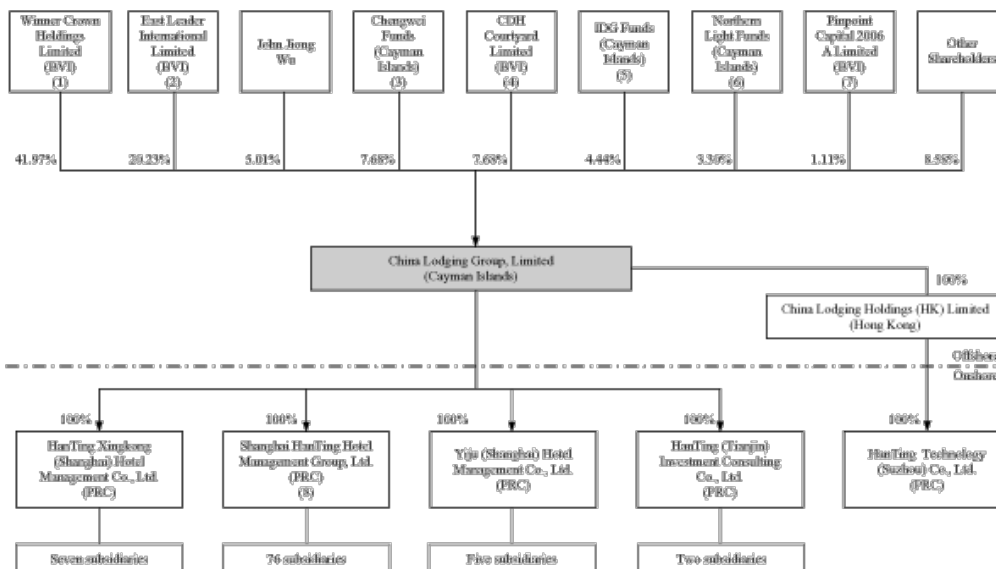 Winner Crown
Holdings
Limited
(BVI)
(1)
East Leader
International
Limited
(BVI)
(2)
John Jiong
Wu
Chengwei
Funds
(Cayman
Islands)
(3)
CDH
Courtyard
Limited (BVI)
(4)
IDG Funds
(Cayman
Islands)
(5)
Northern
Light Funds
(Cayman
Islands)
(6)
Pinpoint
Capital 2006
A Limited
(BVI)
(7)
Other
Shareholders
41.97%
20.23%
5.01%
7.68%
7.68%
4.44%
3.30%
1.11%
8.58%
China Lodging Group, Limited
(Cayman Islands)
100%
China Lodging Holdings (HK) Limited
(Hong Kong)
Offshore
Onshore
100%
100%
100%
100%
100%
HanTing Xingkong
(Shanghai) Hotel
Management Co., Ltd.
(PRC)
Shanghai HanTing Hotel
Management Group, Ltd.
(PRC)
(8)
Yiju (Shanghai) Hotel
Management Co., Ltd.
(PRC)
HanTing (Tianjin)
Investment Consulting
Co., Ltd.
(PRC)
HanTing Technology
(Suzhou) Co., Ltd.
(PRC)
Seven subsidiaries
76 subsidiaries
Five subsidiaries
Two subsidiaries